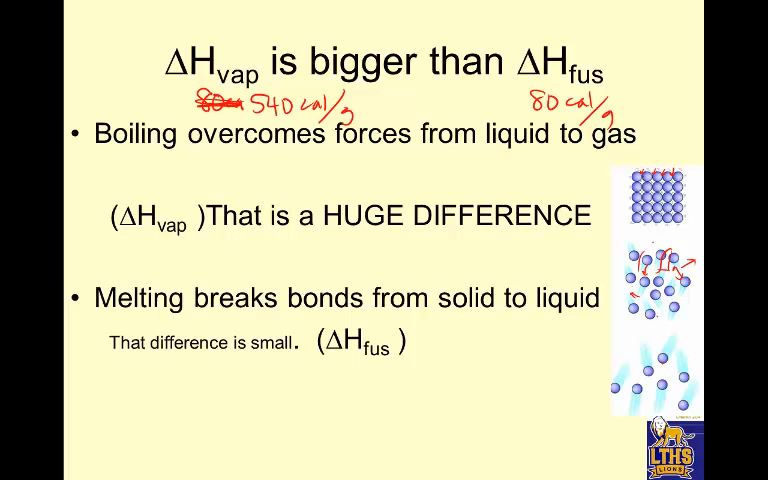 ΔHvap is bigger than ΔHfus
540 cal/g 80 cal/g
• Boiling overcomes forces from liquid to gas
(ΔHvap )That is a HUGE DIFFERENCE
• Melting breaks bonds from solid to liquid
That difference is small. (ΔHfus )
LTHS
LIONS